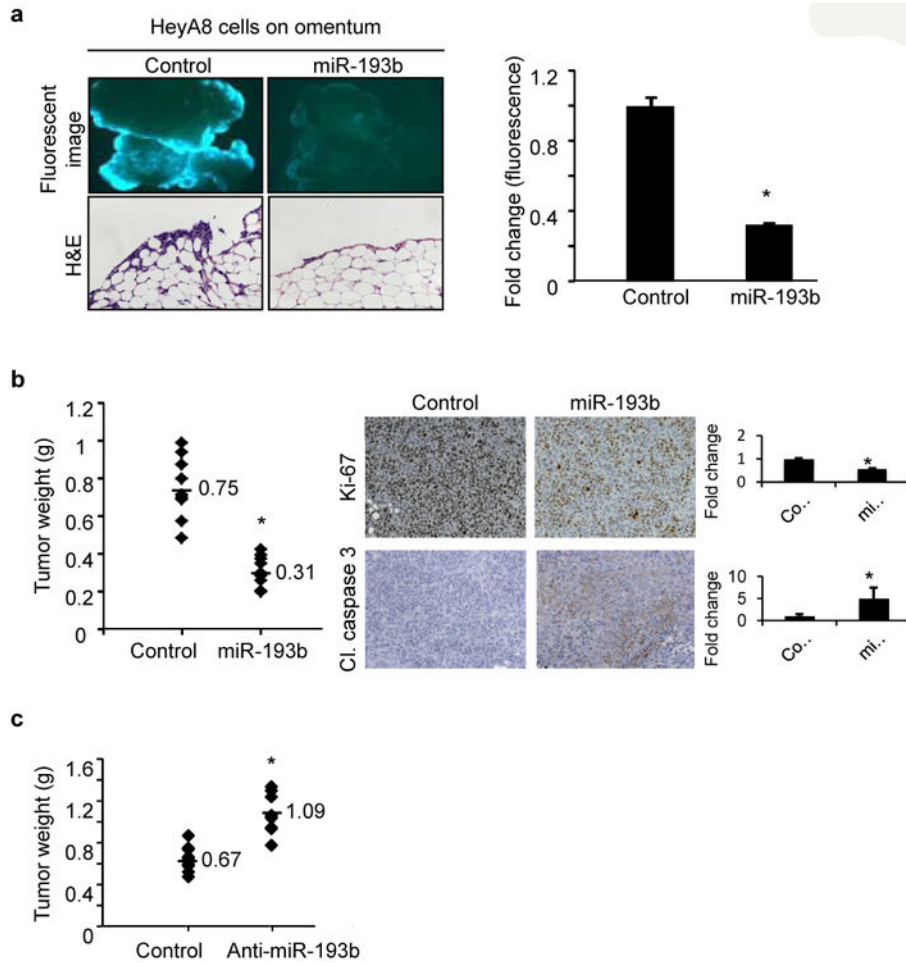 a
HeyA8 cells on omentum
Control miR-193b
Fluorescent
image
H&E
Fold change (fluorescence)
1.2
0.8
0.4
0
*
Control miR-193b
b
Tumor weight (g)
1.2
1
0.8
0.6
0.4
0.2
0
0.75
*
0.31
Control miR-193b
Control miR-193b
Ki-67
Cl. caspase 3
Fold change
2
1
0
*
Co.. mi..
Fold change
10
5
0
*
Co.. mi..
c
Tumor weight (g)
1.6
1.2
0.8
0.4
0
0.67
*
1.09
Control Anti-miR-193b